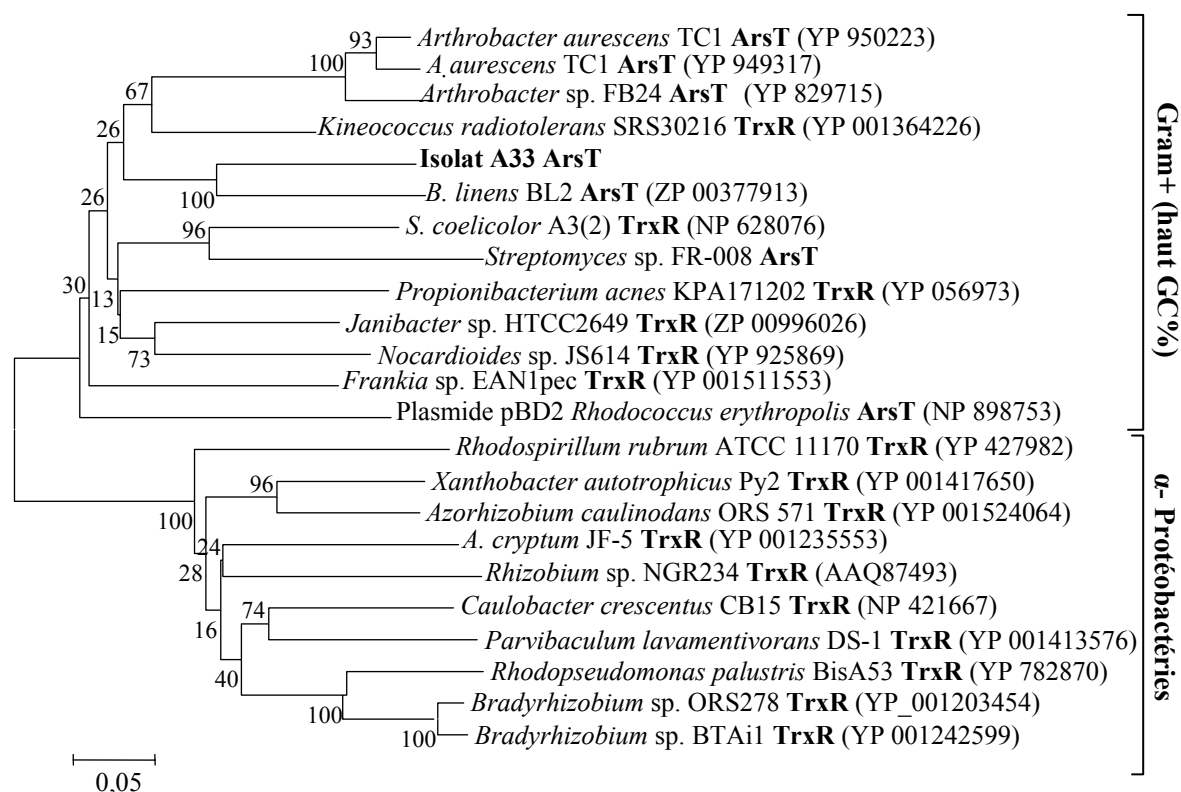 93
Arthrobacter aurescens TC1 ArsT (YP 950223)
A.aurescens TC1 ArsT (YP 949317)
100
Arthrobacter sp. FB24 ArsT (YP 829715)
67
Kineococcus radiotolerans SRS30216 TrxR (YP 001364226)
26
Isolat A33 ArsT
100
B. linens BL2 ArsT (ZP 00377913)
26
S. coelicolor A3(2) TrxR (NP 628076)
96
Streptomyces sp. FR-008 ArsT
30
13
Propionibacterium acnes KPA171202 TrxR (YP 056973)
15
Janibacter sp. HTCC2649 TrxR (ZP 00996026)
73
Nocardioides sp. JS614 TrxR (YP 925869)
Frankia sp. EAN1pec TrxR (YP 001511553)
Plasmide pBD2 Rhodococcus erythropolis ArsT (NP 898753)
Gram+ (haut GC%)
Rhodospirillum rubrum ATCC 11170 TrxR (YP 427982)
96
Xanthobacter autotrophicus Py2 TrxR (YP 001417650)
100
Azorhizobium caulinodans ORS 571 TrxR (YP 001524064)
24
A. cryptum JF-5 TrxR (YP 001235553)
28
Rhizobium sp. NGR234 TrxR (AAQ87493)
74
Caulobacter crescentus CB15 TrxR (NP 421667)
16
Parvibaculum lavamentivorans DS-1 TrxR (YP 001413576)
40
Rhodopseudomonas palustris BisA53 TrxR (YP 782870)
100
Bradyrhizobium sp. ORS278 TrxR (YP_001203454)
100
Bradyrhizobium sp. BTAi1 TrxR (YP 001242599)
α- Protéobactéries
0,05